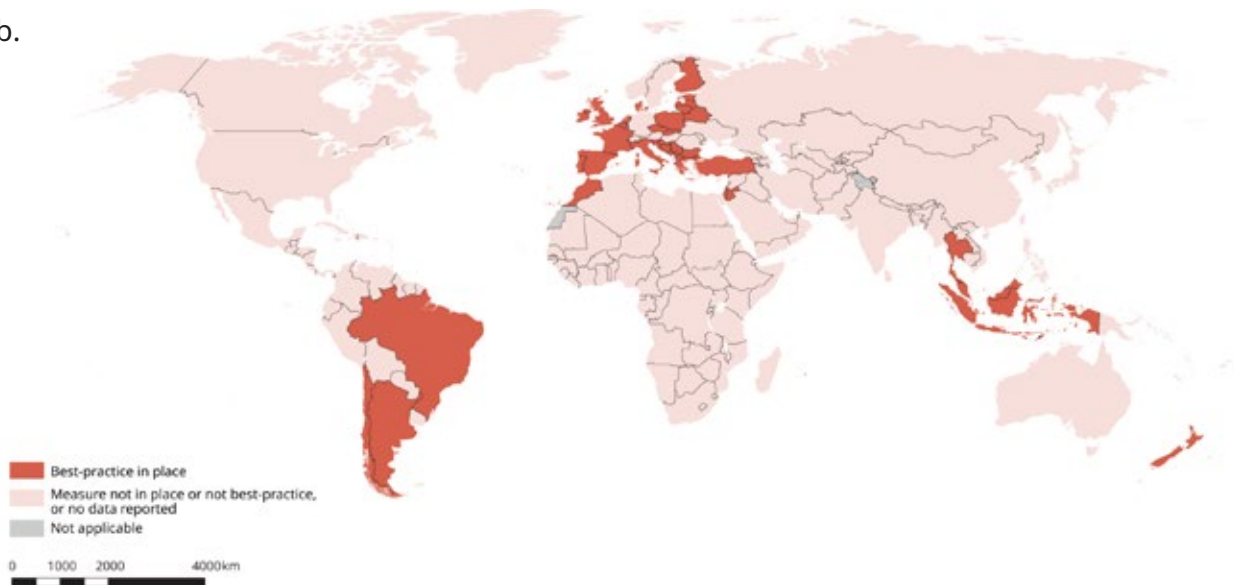 b.
Best-practice in place
Measure not in place or not best-practice,
or no data reported
Not applicable
0 1000 2000 4000km